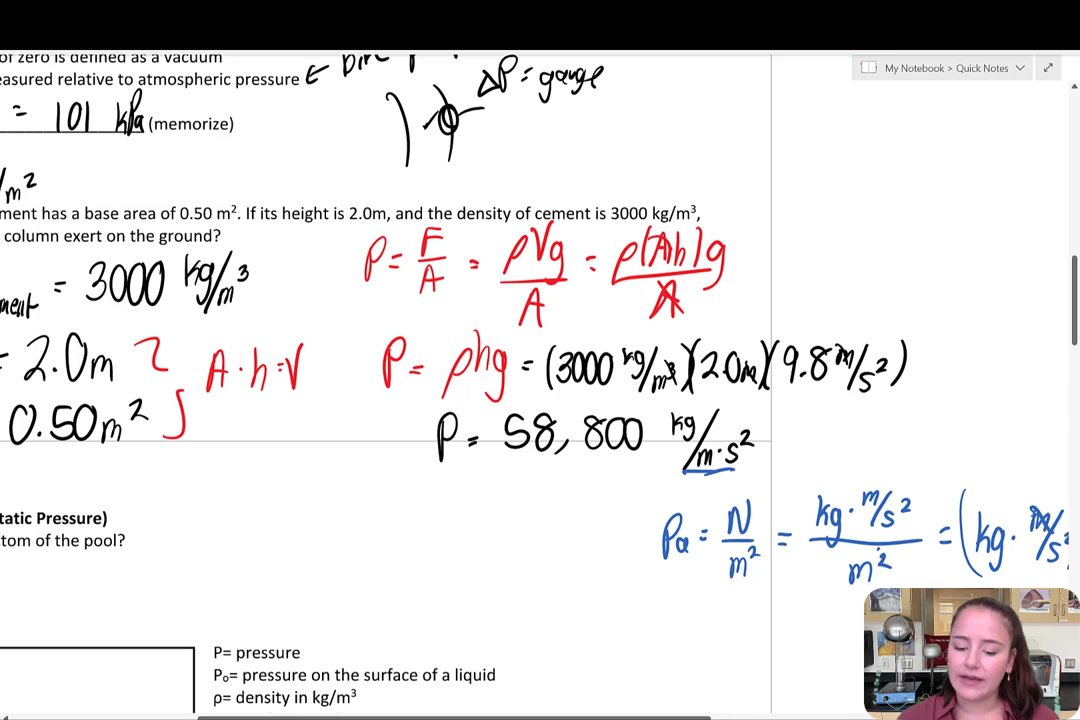 of zero is defined as a vacuum
My Notebook > Quick Notes
easured relative to atmospheric pressure ←
ΔP = gauge
= 101 kPa (memorize)
/m²
ment has a base area of 0.50 m². If its height is 2.0m, and the density of cement is 3000 kg/m³,
column exert on the ground?
P = F/A = ρVg/A = ρ(A·h)g/A
ment = 3000 kg/m³
= 2.0m
A·h=V
P = ρhg = (3000 kg/m³)(2.0m)(9.8 m/s²)
0.50m²
P = 58,800 kg/m·s²
tatic Pressure)
tom of the pool?
Pa = N/m² = kg·m/s²/m² = (kg· m/s²
P= pressure
P₀= pressure on the surface of a liquid
ρ= density in kg/m³